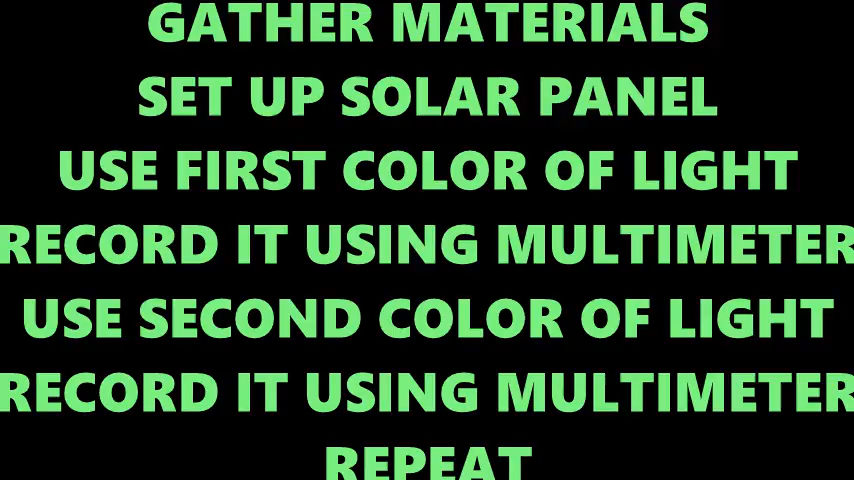 GATHER MATERIALS
SET UP SOLAR PANEL
USE FIRST COLOR OF LIGHT
RECORD IT USING MULTIMETER
USE SECOND COLOR OF LIGHT
RECORD IT USING MULTIMETER
REPEAT